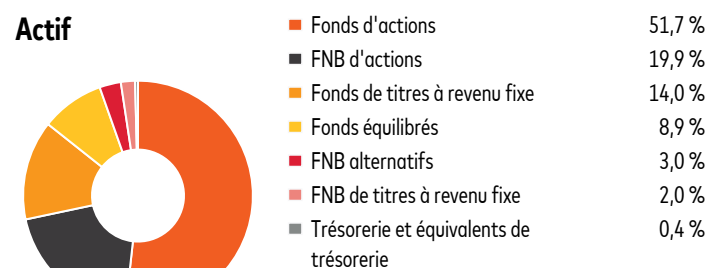 Actif
Fonds d'actions 51,7 %
FNB d'actions 19,9 %
Fonds de titres à revenu fixe 14,0 %
Fonds équilibrés 8,9 %
FNB alternatifs 3,0 %
FNB de titres à revenu fixe 2,0 %
Trésorerie et équivalents de 0,4 %
trésorerie